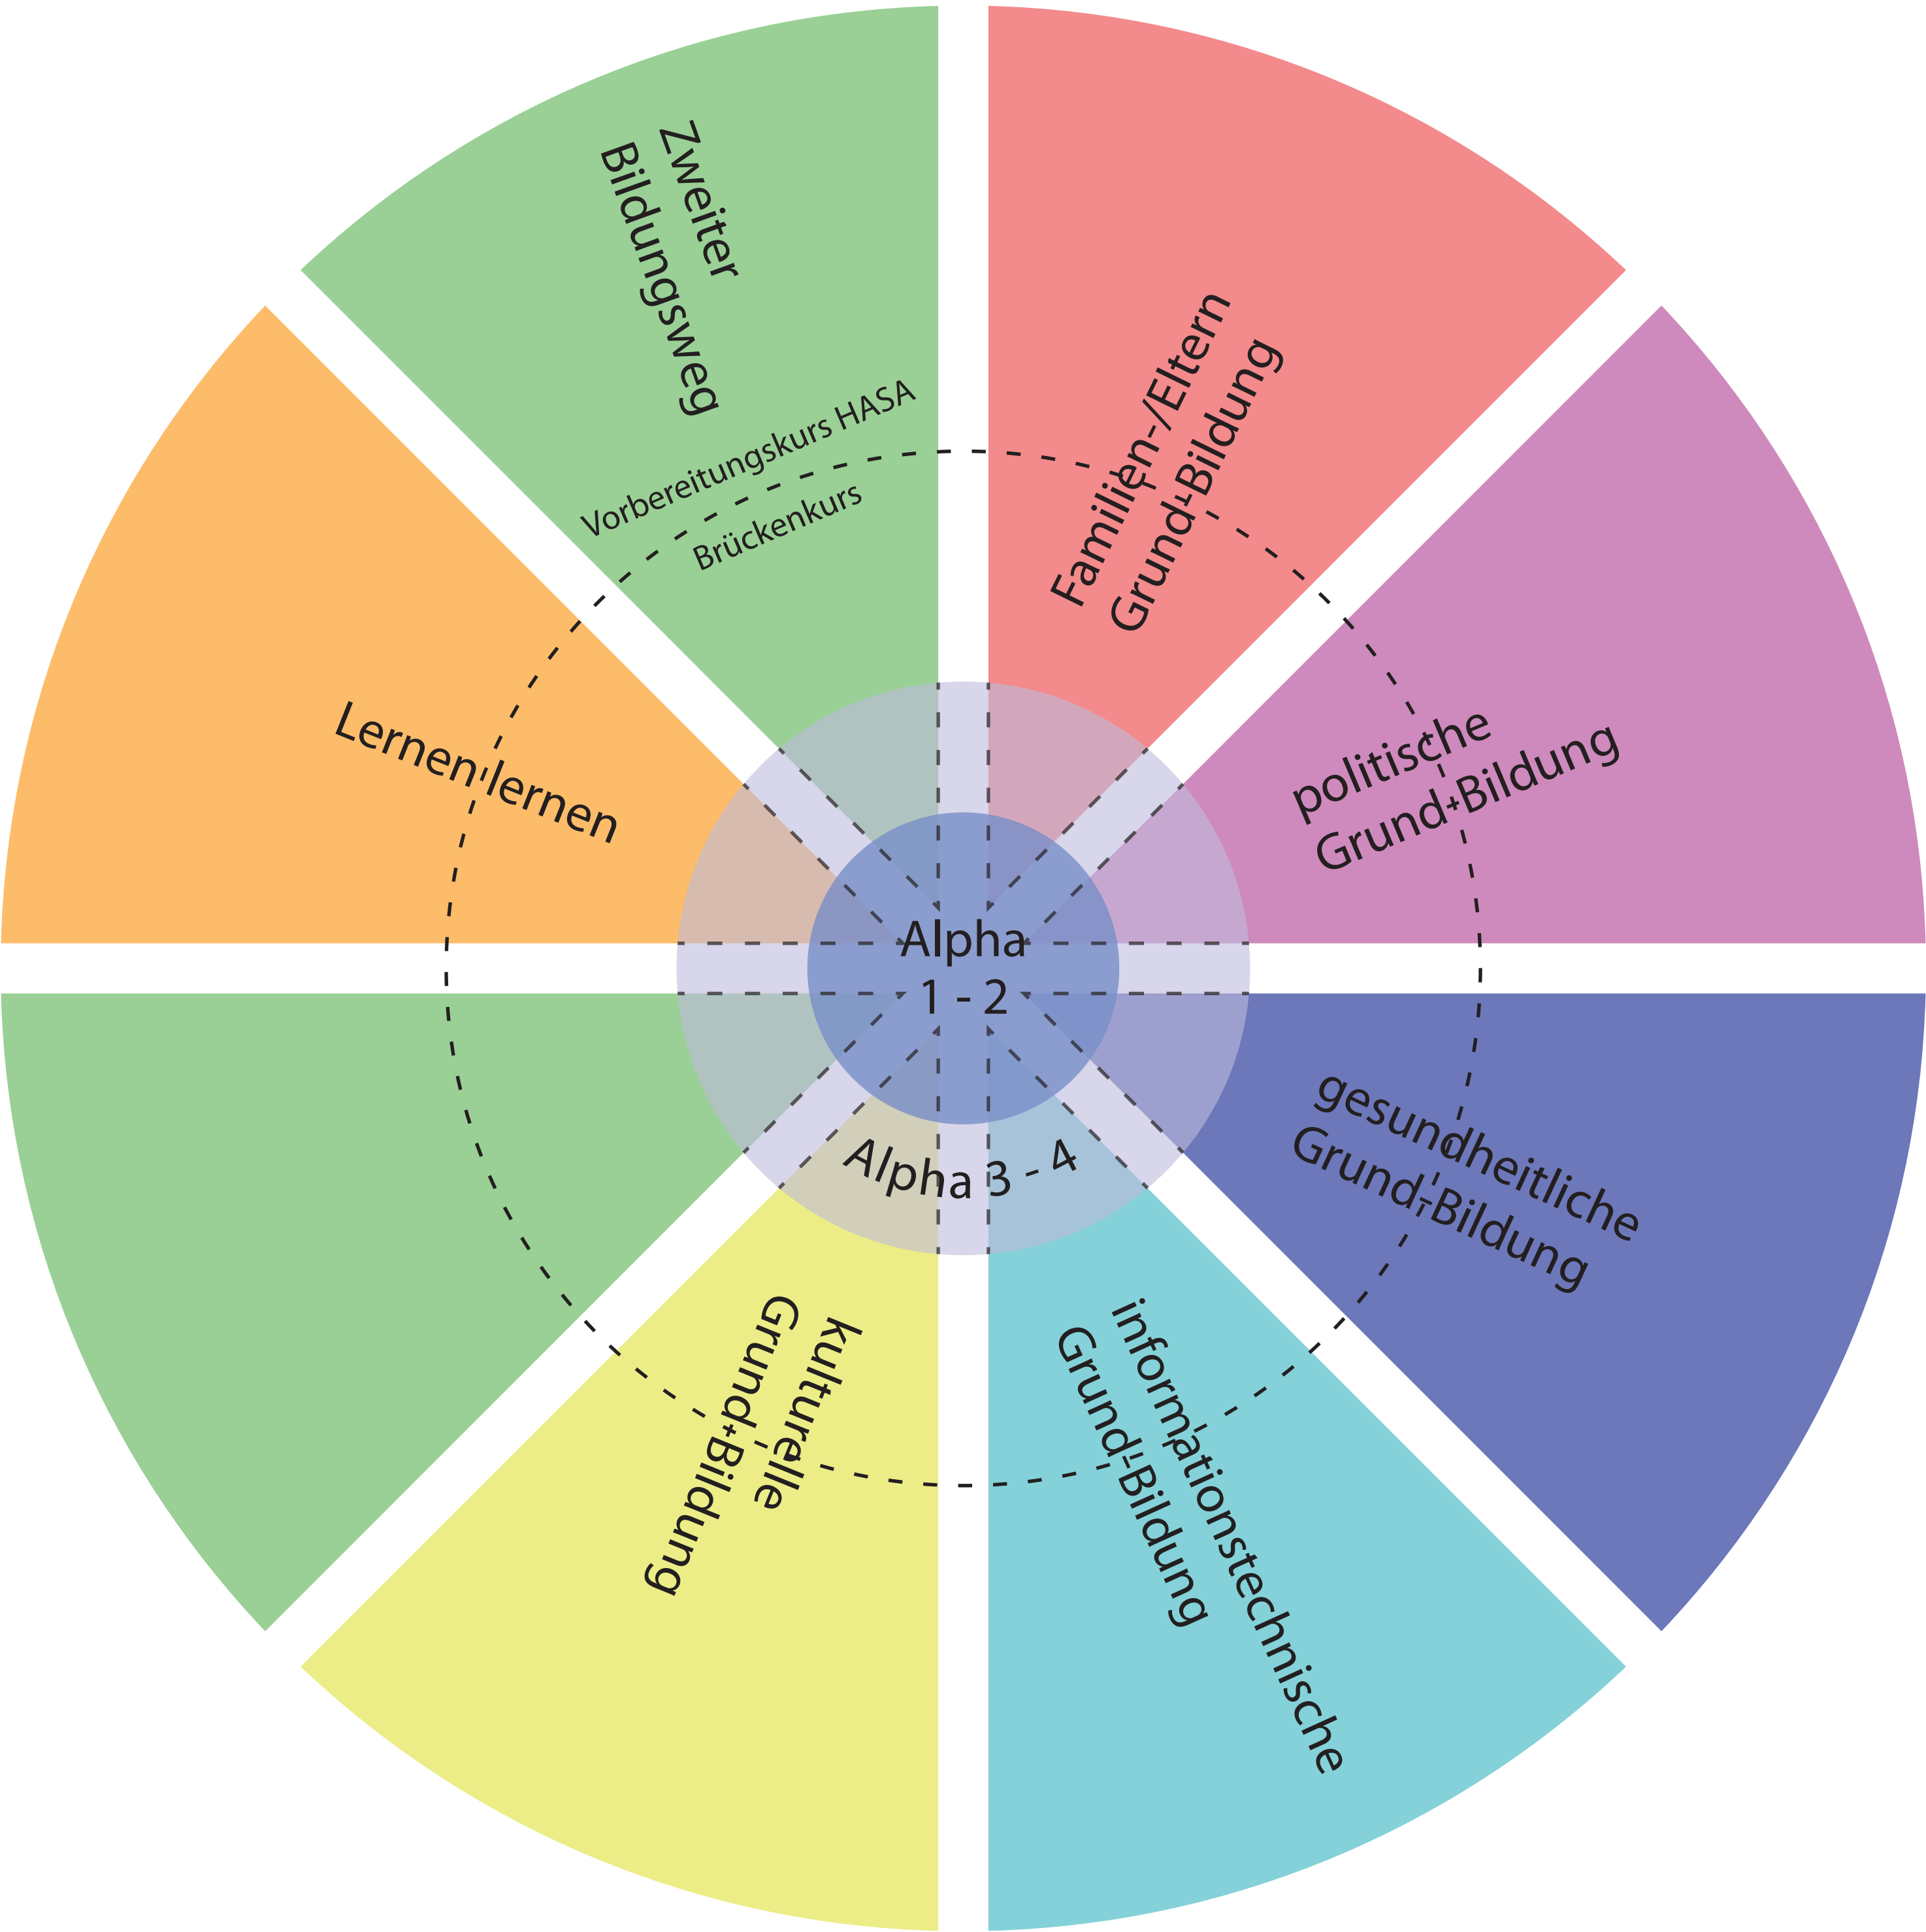 Zweiter
Bildungsweg
Vorbereitungskurs HASA
Brückenkurs
Familien-/Eltern
Grund-Bildung
politische
Grund-Bildung
gesundheitliche
Grund-Bildung
informationstechnische
Grund-Bildung
Kulturelle
Grund-Bildung
Lernen lernen
Alpha
1 - 2
Alpha 3 - 4